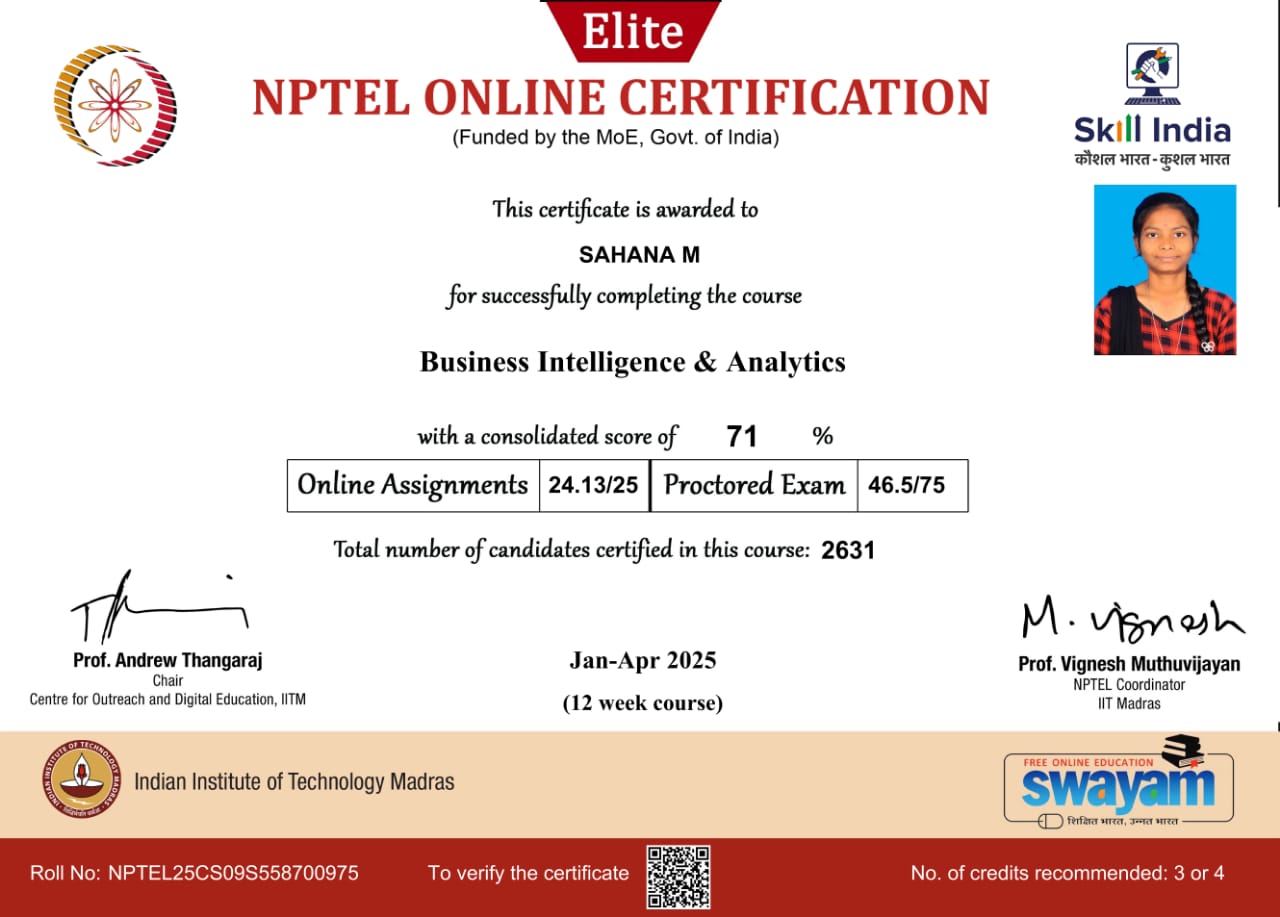 Elite
NPTEL ONLINE CERTIFICATION
(Funded by the MoE, Govt. of India)
Skill India
कौशल भारत - कुशल भारत
This certificate is awarded to
SAHANA M
for successfully completing the course
Business Intelligence & Analytics
with a consolidated score of 71 %
Online Assignments 24.13/25 Proctored Exam 46.5/75
Total number of candidates certified in this course: 2631
M. Vignesh
Prof. Andrew Thangaraj
Chair
Centre for Outreach and Digital Education, IITM
Jan-Apr 2025
(12 week course)
Prof. Vignesh Muthuvijayan
NPTEL Coordinator
IIT Madras
INDIAN INSTITUTE OF TECHNOLOGY MADRAS
Indian Institute of Technology Madras
FREE ONLINE EDUCATION
swayam
शिक्षित भारत, उन्नत भारत
Roll No: NPTEL25CS09S558700975
To verify the certificate
No. of credits recommended: 3 or 4